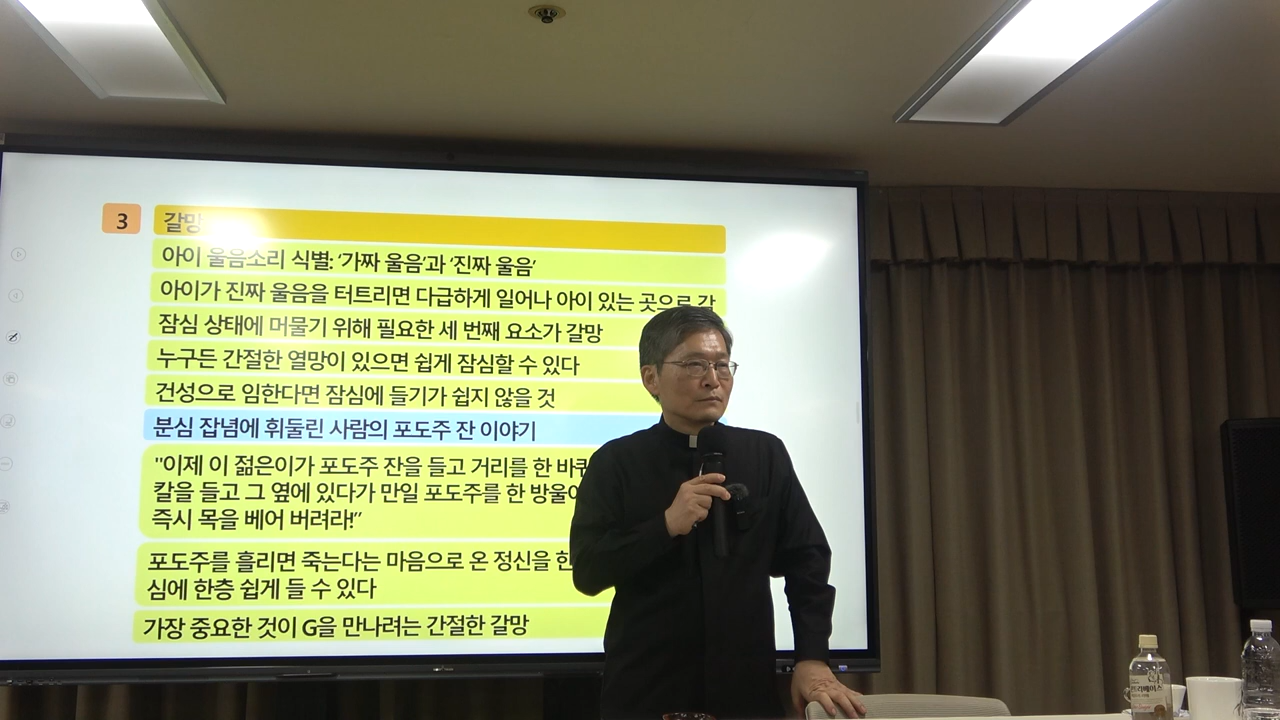 3 갈망
아이 울음소리 식별: ‘가짜 울음’과 ‘진짜 울음’
아이가 진짜 울음을 터트리면 다급하게 일어나 아이 있는 곳으로
잠심 상태에 머물기 위해 필요한 세 번째 요소가 갈망
누구든 간절한 열망이 있으면 쉽게 잠심할 수 있다
건성으로 임한다면 잠심에 들기가 쉽지 않을 것
분심 잡념에 휘둘린 사람의 포도주 잔 이야기
"이제 이 젊은이가 포도주 잔을 들고 거리를 한
칼을 들고 그 옆에 있다가 만일 포도주를 한
즉시 목을 베어 버려라!”
포도주를 흘리면 죽는다는 마음으로 온 정신을
심에 한층 쉽게 들 수 있다
가장 중요한 것이 G을 만나려는 간절한 갈망